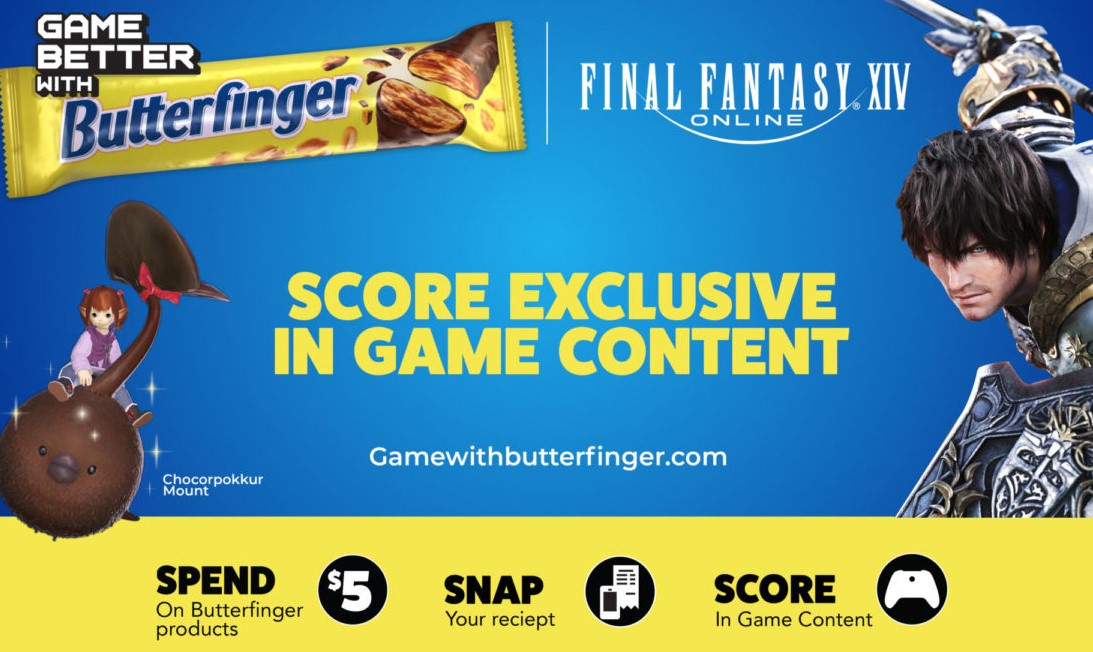 GAME
BETTER
WITH
Butterfinger
FINAL FANTASY® XIV
ONLINE
SCORE EXCLUSIVE
IN GAME CONTENT
Gamewithbutterfinger.com
Chocorpokkur
Mount
SPEND
On Butterfinger
products
$5
SNAP
Your reciept
SCORE
In Game Content